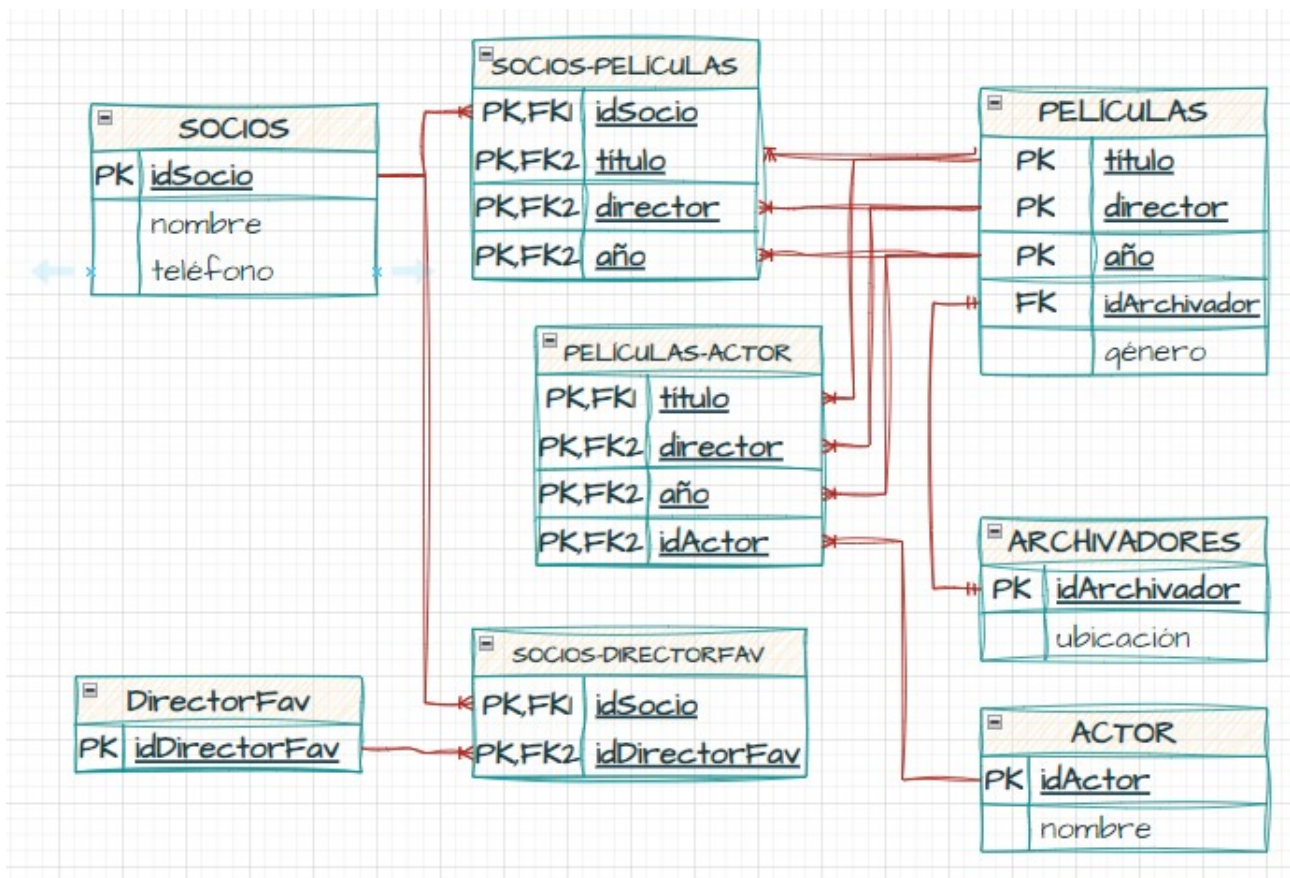 SOCIOS
PK idSocio
nombre
teléfono
SOCIOS-PELÍCULAS
PK,FK1 idSocio
PK,FK2 título
PK,FK2 director
PK,FK2 año
PELÍCULAS
PK título
PK director
PK año
FK idArchivador
género
PELÍCULAS-ACTOR
PK,FK1 título
PK,FK2 director
PK,FK2 año
PK,FK2 idActor
ARCHIVADORES
PK idArchivador
ubicación
DirectorFav
PK idDirectorFav
SOCIOS-DIRECTORFAV
PK,FK1 idSocio
PK,FK2 idDirectorFav
ACTOR
PK idActor
nombre